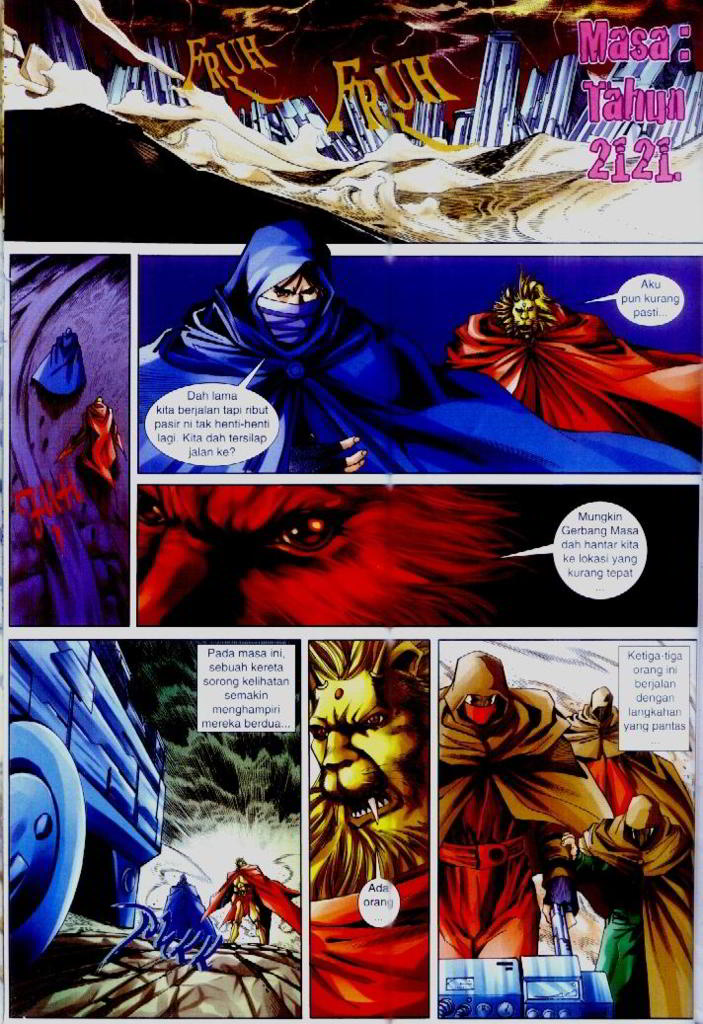 FRUH
FRUH
Masa :
Tahun
2121.
Dah lama
kita berjalan tapi ribut
pasir ni tak henti-henti
lagi. Kita dah tersilap
jalan ke?
Aku
pun kurang
pasti...
Mungkin
Gerbang Masa
dah hantar kita
ke lokasi yang
kurang tepat
...
Pada masa ini,
sebuah kereta
sorong kelihatan
semakin
menghampiri
mereka berdua...
Ada
orang
...
Ketiga-tiga
orang ini
berjalan
dengan
langkahan
yang pantas
...